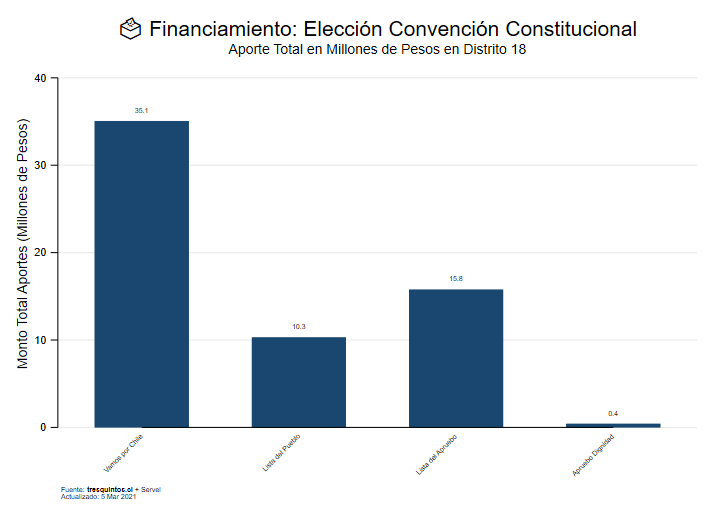 Financiamiento: Elección Convención Constitucional
Aporte Total en Millones de Pesos en Distrito 18
Monto Total Aportes (Millones de Pesos)
40
30
20
10
0
35.1
10.3
15.8
0.4
Vamos por Chile
Lista del Pueblo
Lista del Apruebo
Apruebo Dignidad
Fuente: tresquintos.cl + Servel
Actualizado: 5 Mar 2021